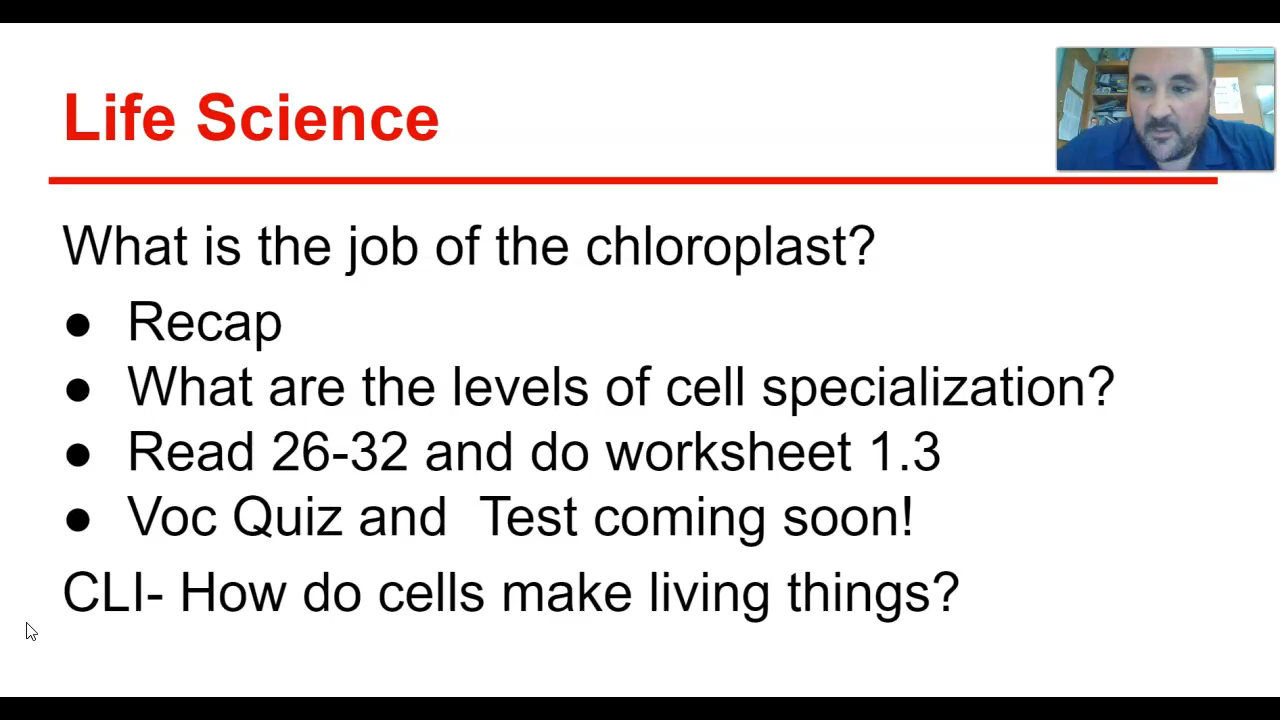 Life Science
What is the job of the chloroplast?
● Recap
● What are the levels of cell specialization?
● Read 26-32 and do worksheet 1.3
● Voc Quiz and  Test coming soon!
CLI- How do cells make living things?